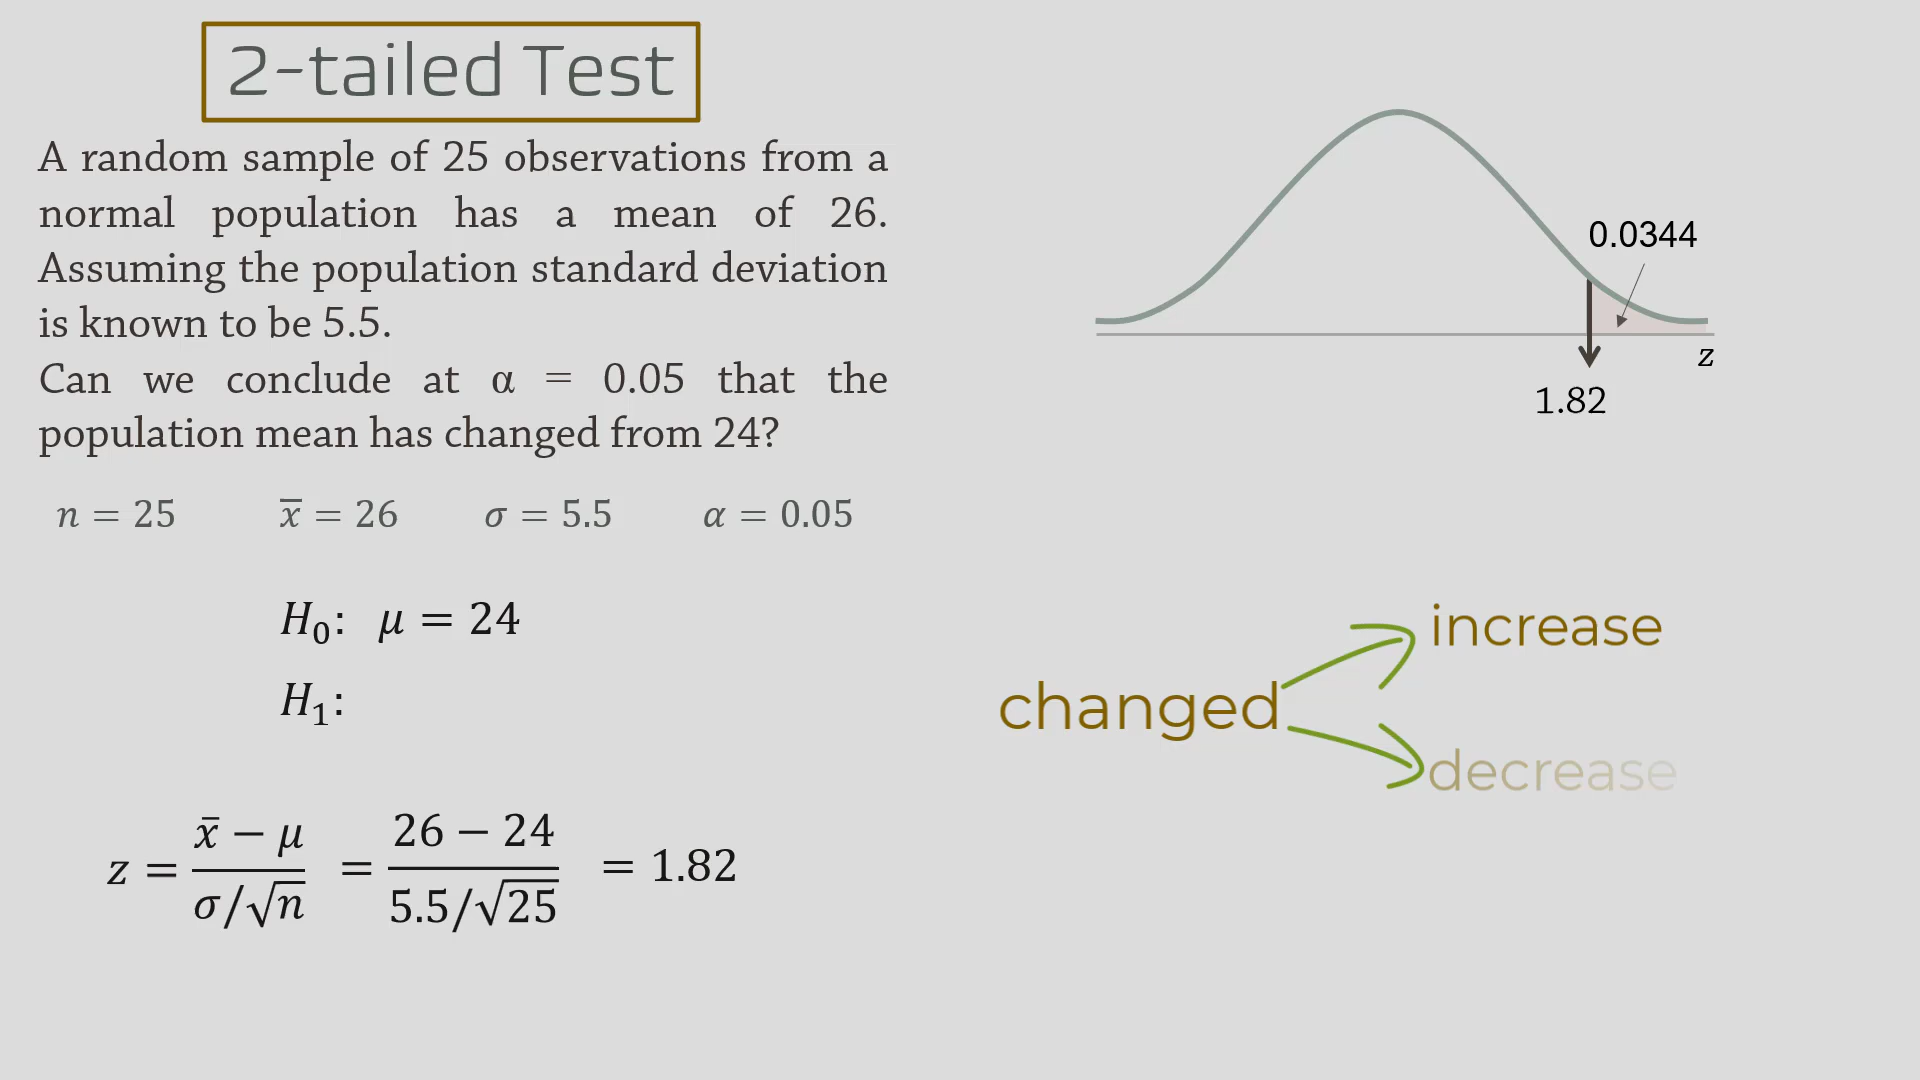 2-tailed Test
A random sample of 25 observations from a
normal population has a mean of 26.
Assuming the population standard deviation
is known to be 5.5.
Can we conclude at α = 0.05 that the
population mean has changed from 24?
n = 25 x̅ = 26 σ = 5.5 α = 0.05
H₀: μ = 24
H₁:
z = (x̄ − μ)/(σ/√n) = (26 − 24)/(5.5/√25) = 1.82
0.0344
z
1.82
increase
changed
decrease